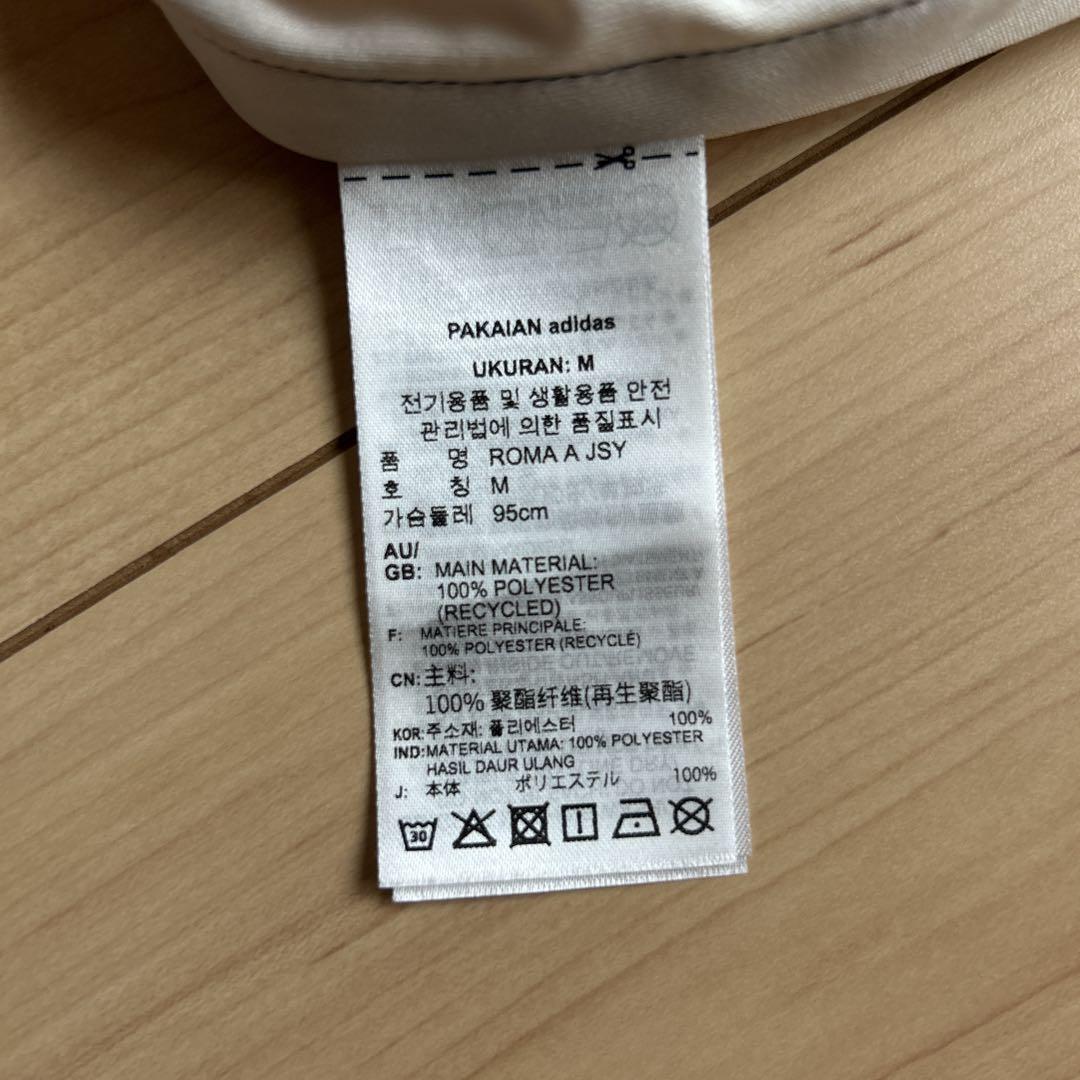 PAKAIAN adidas
UKURAN: M
전기용품 및 생활용품 안전
관리법에 의한 품질표시
품 명 ROMA A JSY
호 칭 M
가슴둘레 95cm
AU/
GB: MAIN MATERIAL:
100% POLYESTER
(RECYCLED)
F: MATIERE PRINCIPALE:
100% POLYESTER (RECYCLÉ)
CN: 主料:
100% 聚酯纤维(再生聚酯)
KOR: 주소재: 폴리에스터 100%
IND: MATERIAL UTAMA: 100% POLYESTER
HASIL DAUR ULANG
J: 本体 ポリエステル 100%
30